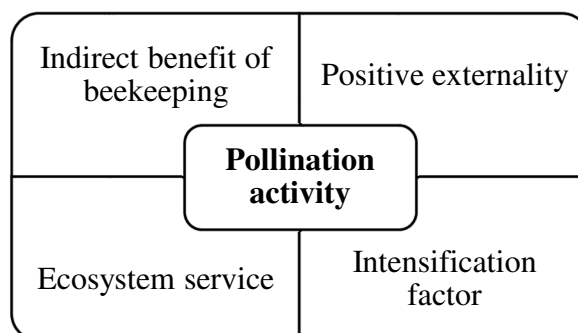 Indirect benefit of
beekeeping
Positive externality
Pollination
activity
Ecosystem service
Intensification
factor